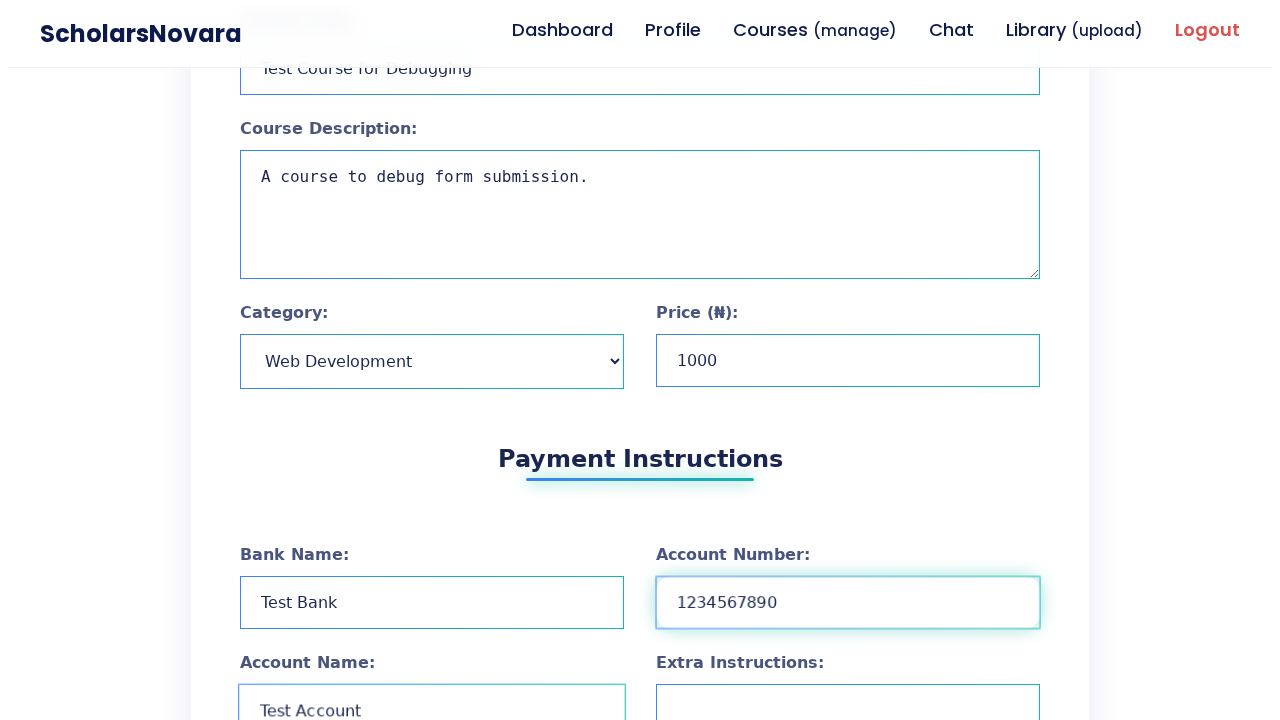 ScholarsNovara
Dashboard Profile Courses (manage) Chat Library (upload) Logout
Test Course for Debugging
Course Description:
A course to debug form submission.
Category: Price (₦):
Web Development 1000
Payment Instructions
Bank Name: Account Number:
Test Bank 1234567890
Account Name: Extra Instructions:
Test Account